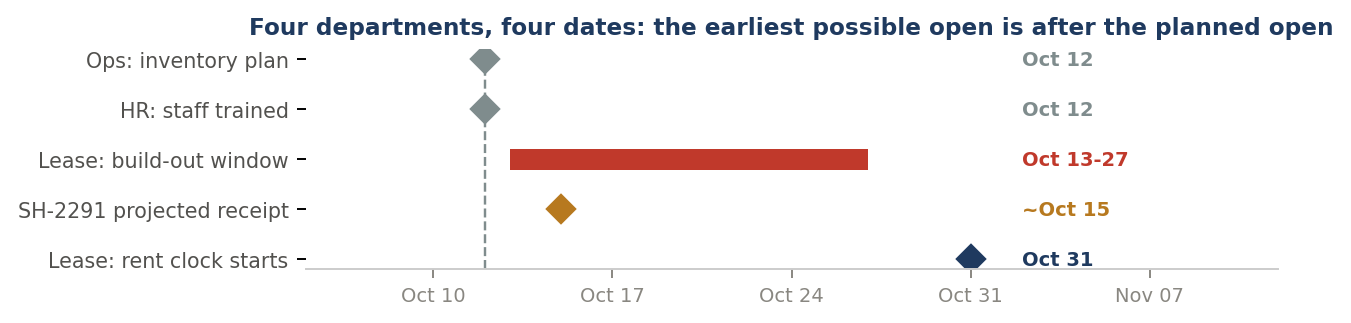 Four departments, four dates: the earliest possible open is after the planned open
Ops: inventory plan Oct 12
HR: staff trained Oct 12
Lease: build-out window Oct 13-27
SH-2291 projected receipt ~Oct 15
Lease: rent clock starts Oct 31
Oct 10 Oct 17 Oct 24 Oct 31 Nov 07